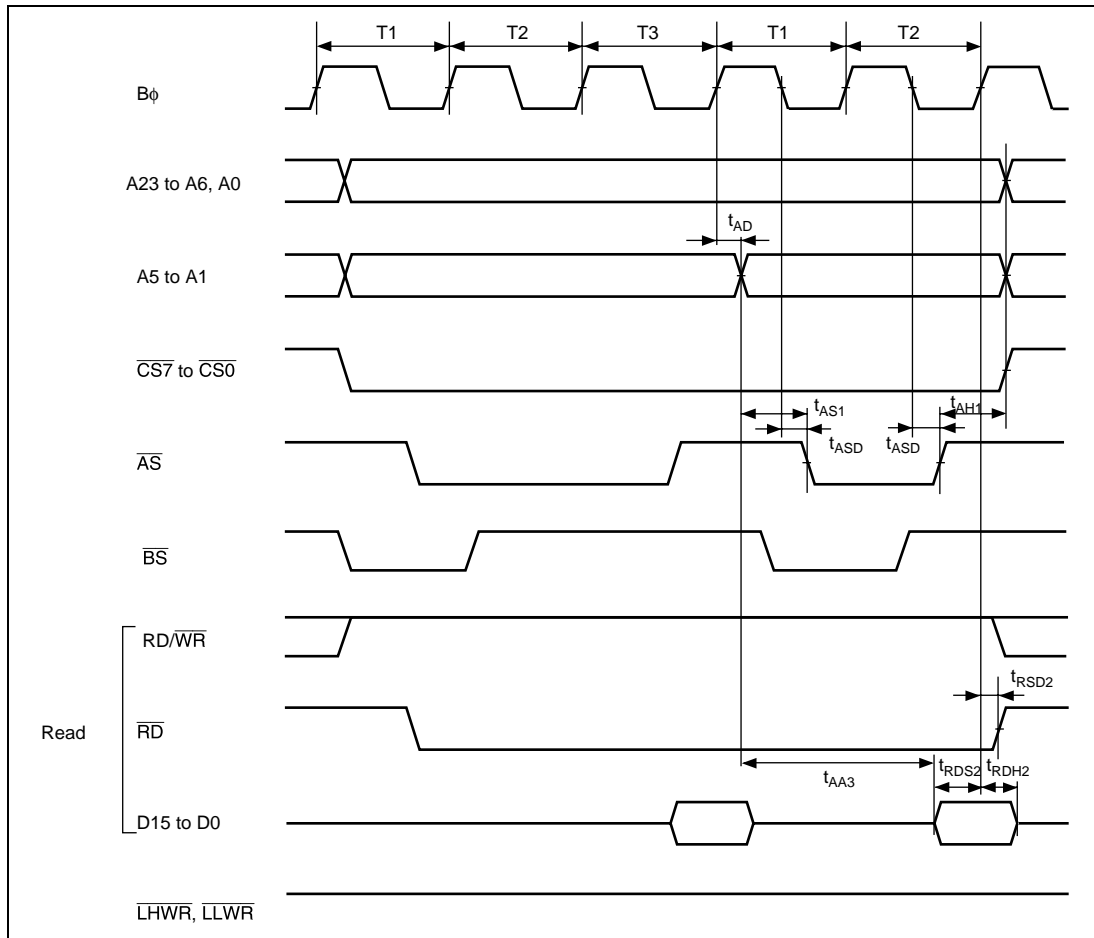 T1 T2 T3 T1 T2
Bϕ
A23 to A6, A0
tAD
A5 to A1
CS7 to CS0
tAS1 tAH1
tASD tASD
AS
BS
RD/WR
tRSD2
Read
RD
tAA3 tRDS2 tRDH2
D15 to D0
LHWR, LLWR